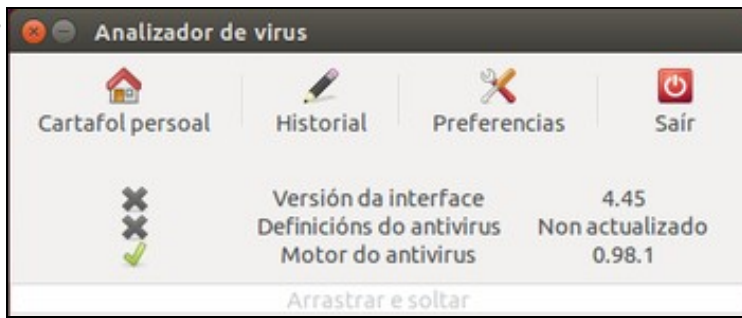 Analizador de virus
Cartafol persoal Historial Preferencias Saír
Versión da interface 4.45
Definicións do antivirus Non actualizado
Motor do antivirus 0.98.1
Arrastrar e soltar